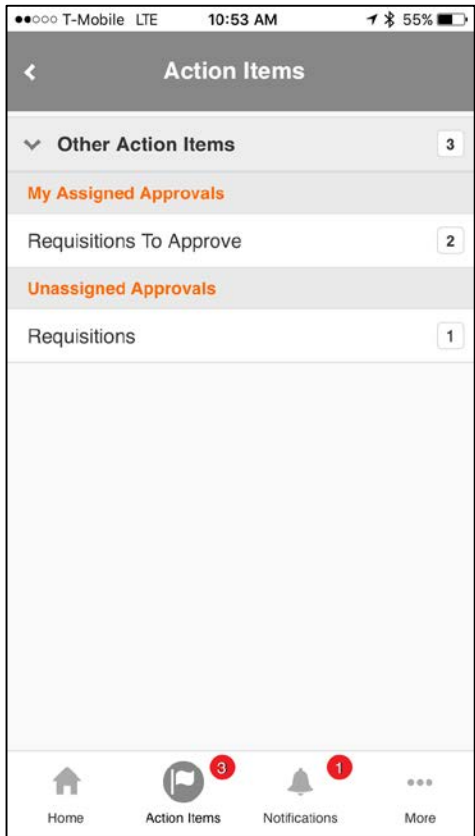 T-Mobile LTE 10:53 AM 55%
Action Items
Other Action Items 3
My Assigned Approvals
Requisitions To Approve 2
Unassigned Approvals
Requisitions 1
3 1
Home Action Items Notifications More